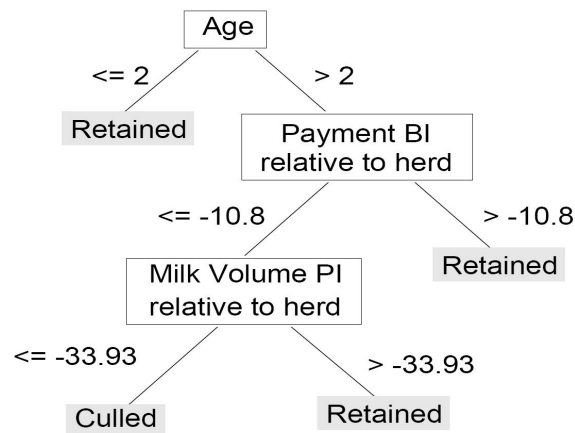 Age
<= 2
> 2
Retained
Payment BI
relative to herd
<= -10.8
> -10.8
Milk Volume PI
relative to herd
Retained
<= -33.93
> -33.93
Culled
Retained